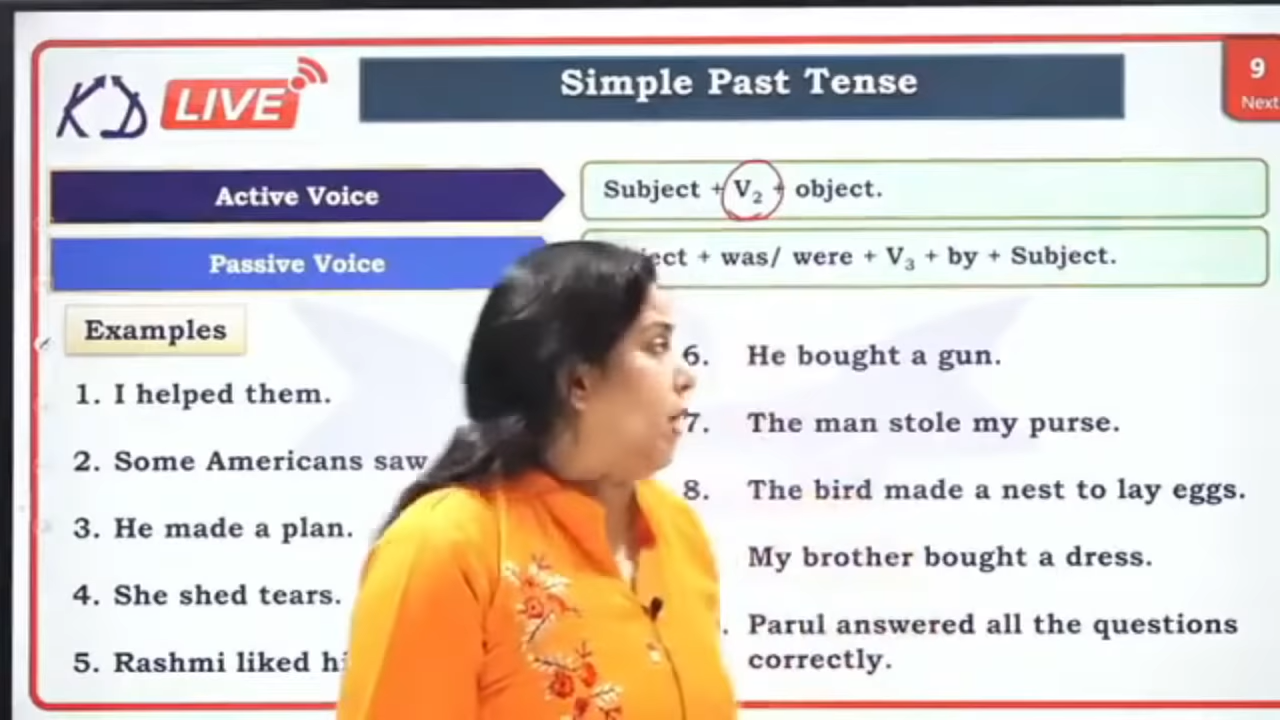 KD LIVE
Simple Past Tense
9
Next
Active Voice
Subject + V₂ + object.
Passive Voice
+ was/ were + V₃ + by + Subject.
Examples
1. I helped them.
2. Some Americans saw
3. He made a plan.
4. She shed tears.
5. Rashmi liked
6. He bought a gun.
7. The man stole my purse.
8. The bird made a nest to lay eggs.
My brother bought a dress.
Parul answered all the questions
correctly.